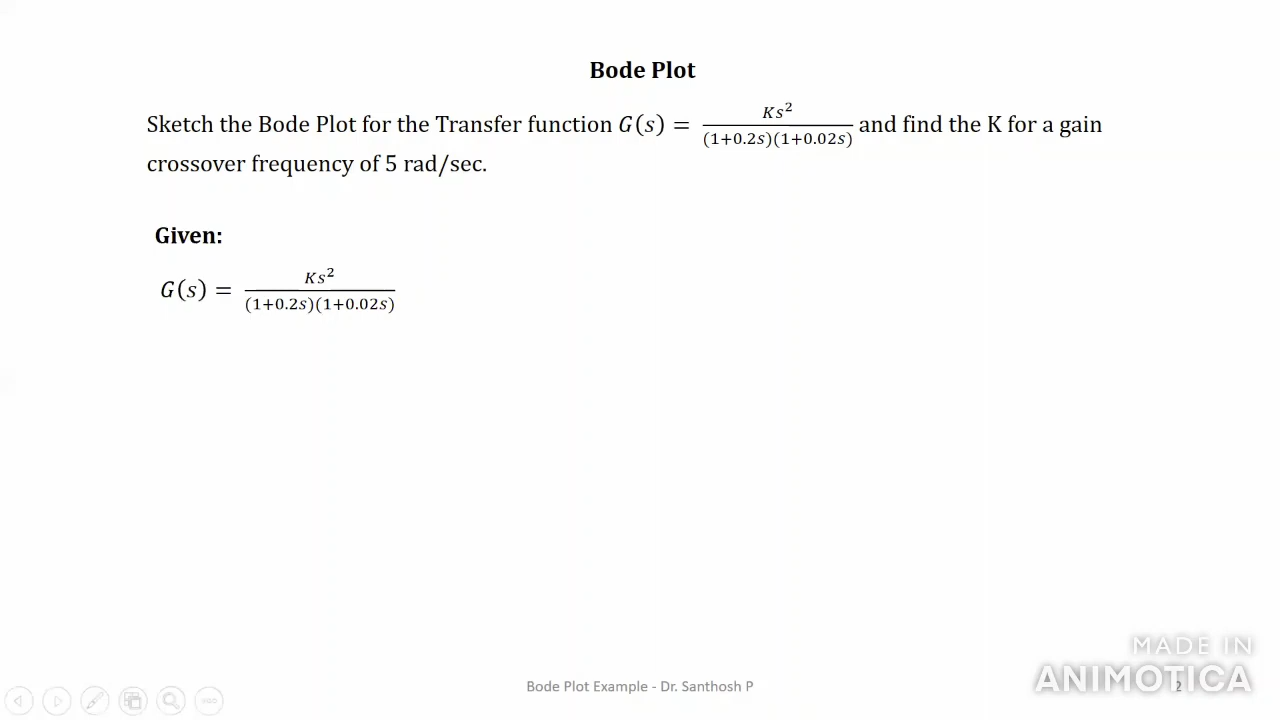 Bode Plot
Sketch the Bode Plot for the Transfer function G(s) = Ks²/(1+0.2s)(1+0.02s) and find the K for a gain
crossover frequency of 5 rad/sec.
Given:
G(s) = Ks²/(1+0.2s)(1+0.02s)
MADE IN
ANIMOTICA
Bode Plot Example - Dr. Santhosh P
2